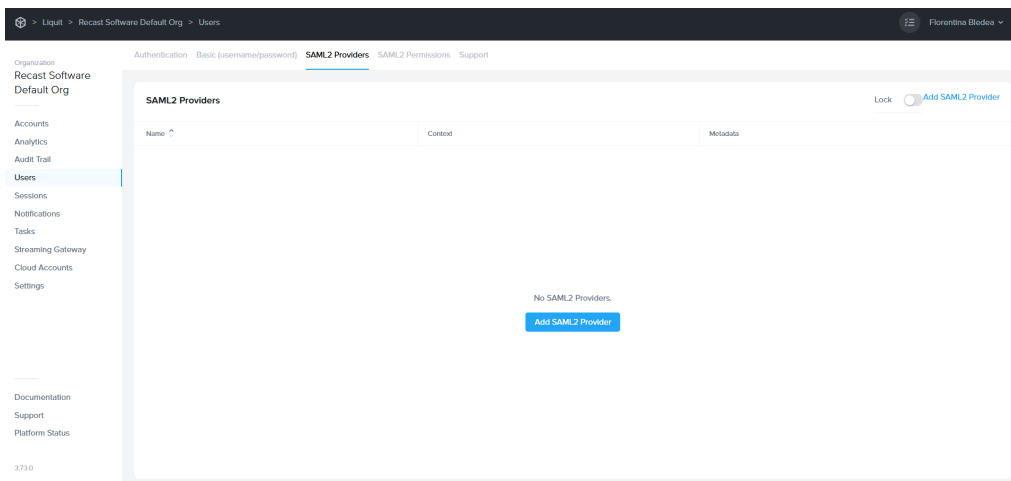 > Liquit > Recast Software Default Org > Users
Florentina Bledea
Organization
Recast Software
Default Org
Accounts
Analytics
Audit Trail
Users
Sessions
Notifications
Tasks
Streaming Gateway
Cloud Accounts
Settings
Documentation
Support
Platform Status
3.73.0
Authentication Basic (username/password) SAML2 Providers SAML2 Permissions Support
SAML2 Providers Lock Add SAML2 Provider
Name Context Metadata
No SAML2 Providers.
Add SAML2 Provider